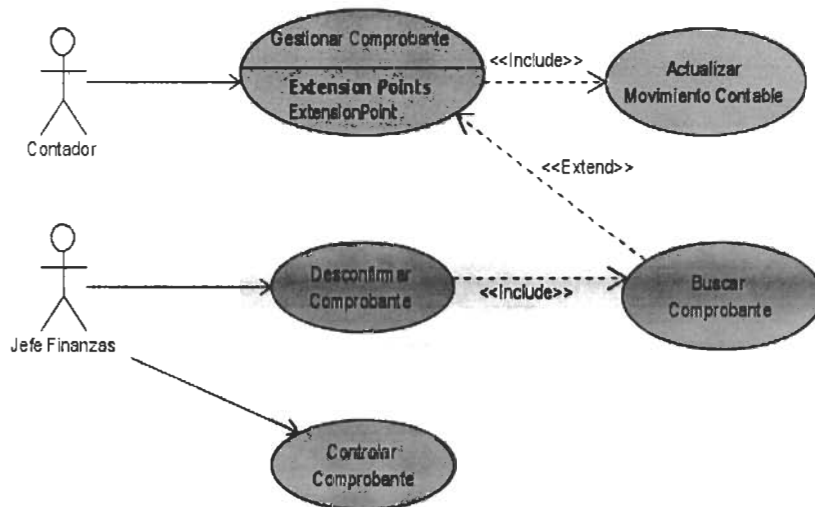 Gestionar Comprobante
<<Include>>
Actualizar
Movimiento Contable
Extension Points
ExtensionPoint
Contador
<<Extend>>
Desconfirmar
Comprobante
<<Include>>
Buscar
Comprobante
Jefe Finanzas
Controlar
Comprobante